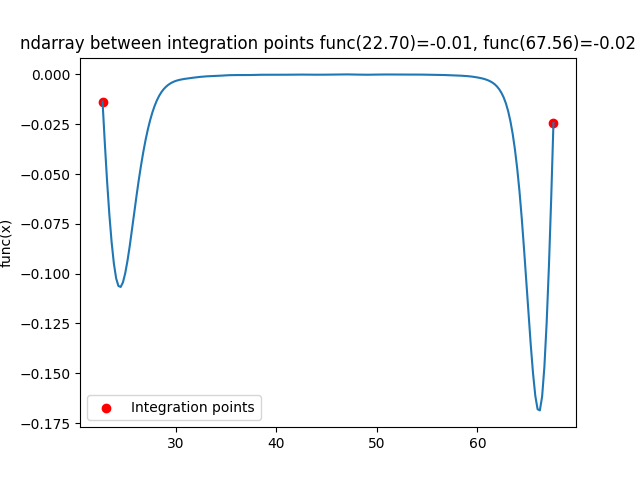 ndarray between integration points func(22.70)=-0.01, func(67.56)=-0.02
0.000
−0.025
−0.050
−0.075
−0.100
−0.125
−0.150
−0.175
func(x)
Integration points
30 40 50 60